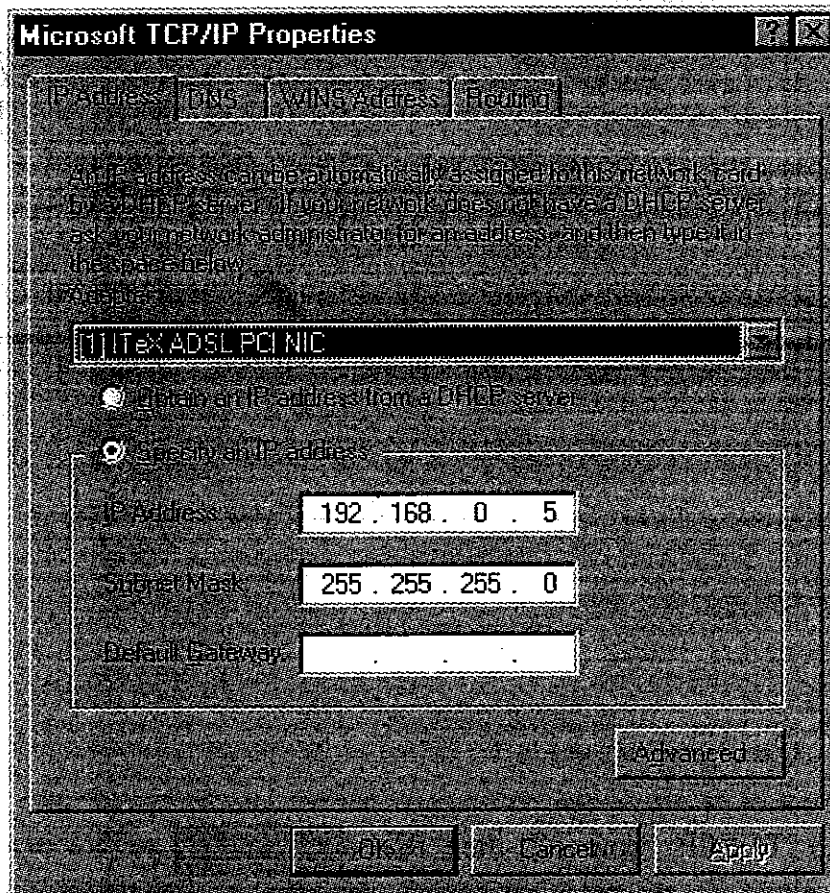 Microsoft TCP/IP Properties
IP Address DNS WINS Address Routing
An IP address can be automatically assigned to this network card
by a DHCP server. If your network does not have a DHCP server,
ask your network administrator for an address, and then type it in
the space below.
Adapter:
[1] ITeX ADSL PCI NIC
Obtain an IP address from a DHCP server
Specify an IP address
IP Address: 192 . 168 . 0 . 5
Subnet Mask: 255 . 255 . 255 . 0
Default Gateway: . . .
Advanced...
OK Cancel Apply